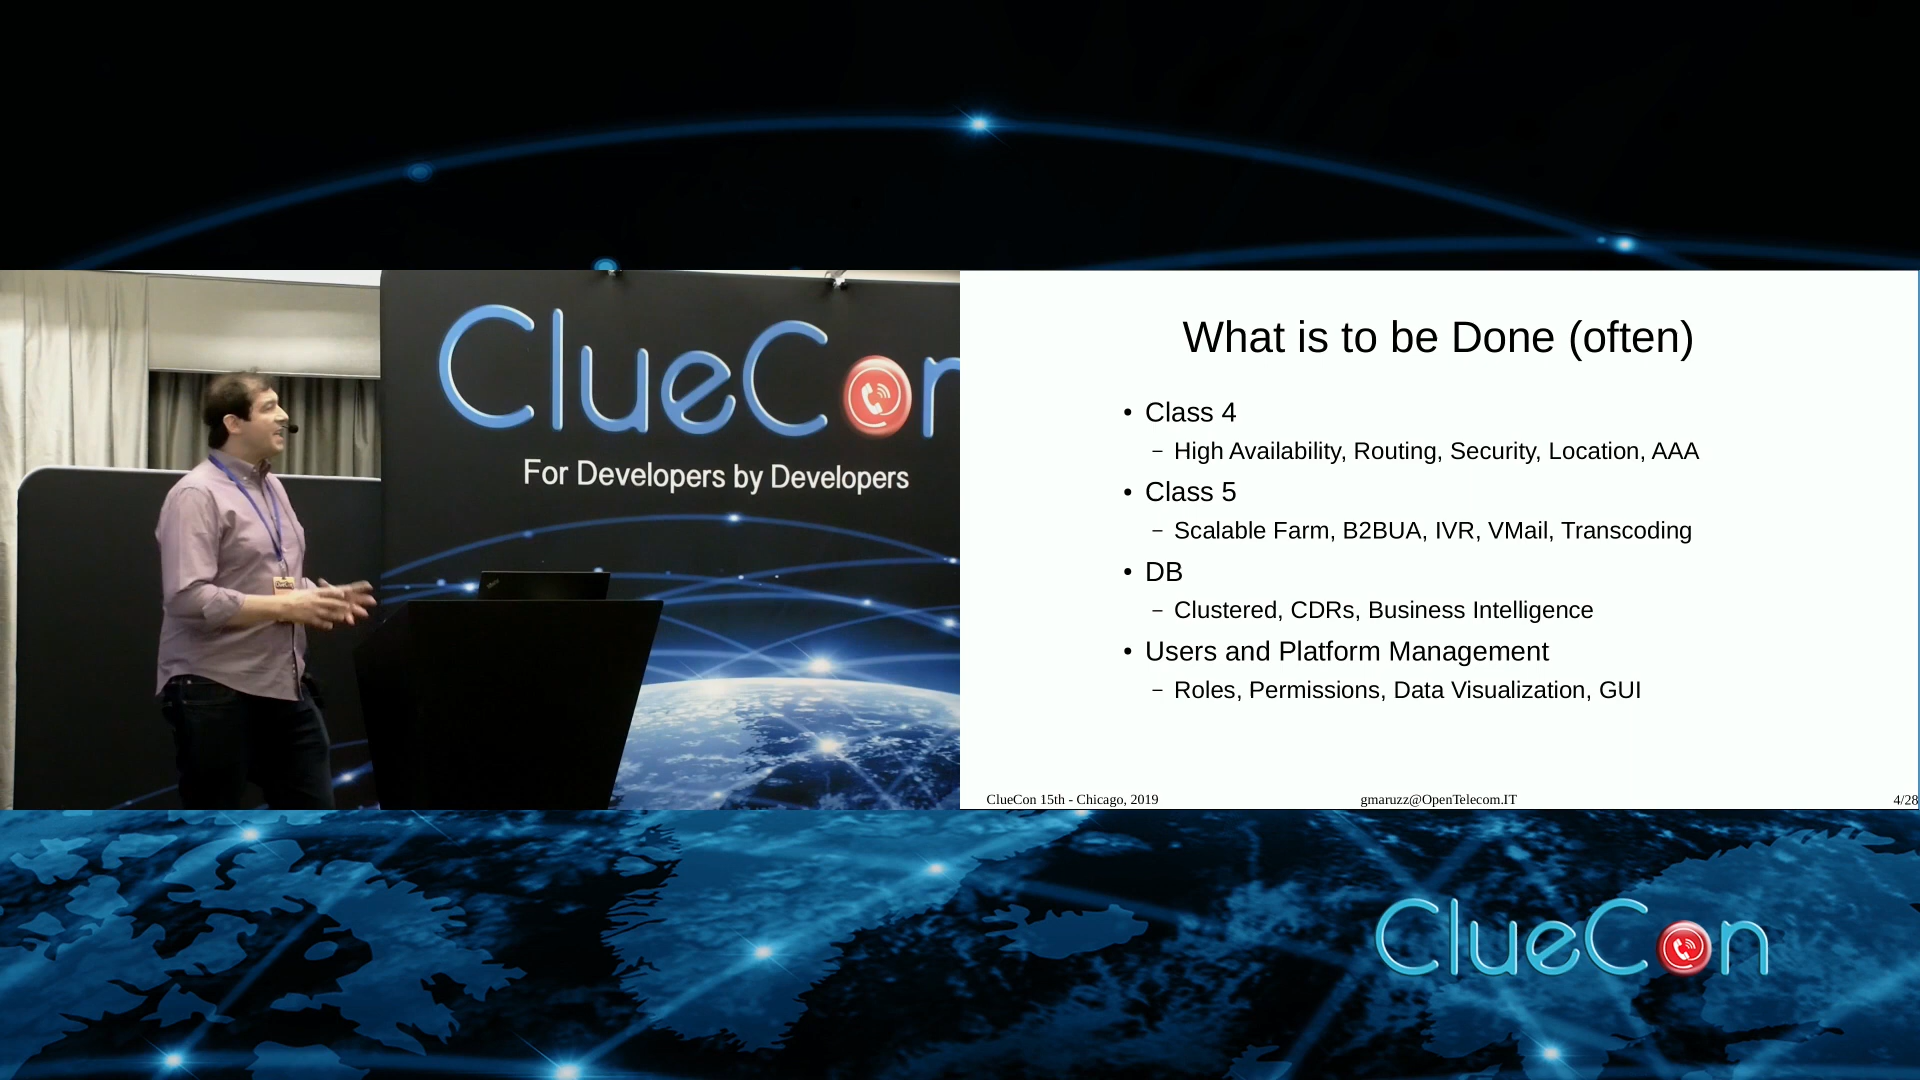 ClueCon
For Developers by Developers
What is to be Done (often)
• Class 4
– High Availability, Routing, Security, Location, AAA
• Class 5
– Scalable Farm, B2BUA, IVR, VMail, Transcoding
• DB
– Clustered, CDRs, Business Intelligence
• Users and Platform Management
– Roles, Permissions, Data Visualization, GUI
ClueCon 15th - Chicago, 2019
gmaruzz@OpenTelecom.IT
4/28
ClueCon